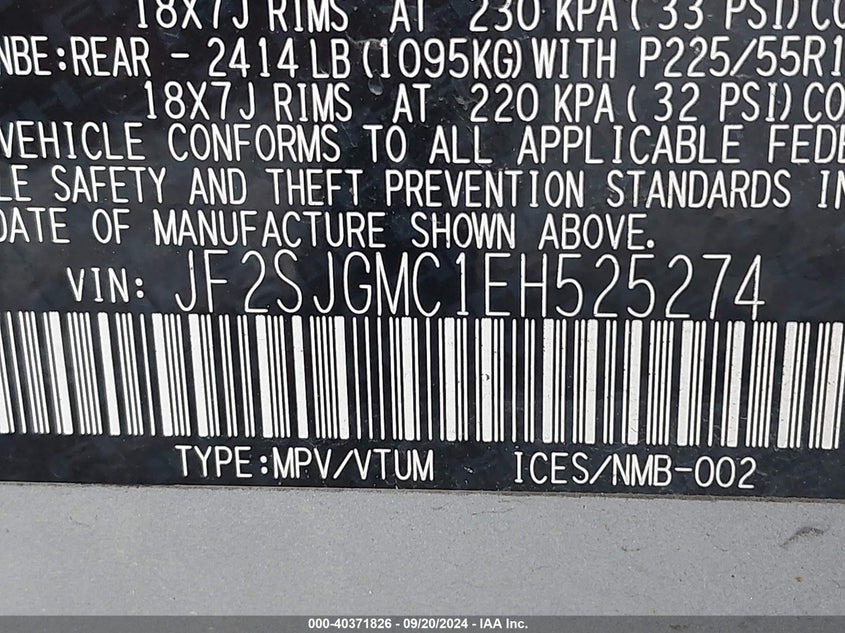 18X7J RIMS AT 230 KPA(33 PSI)CO
NBE:REAR - 2414 LB(1095KG)WITH P225/55R1
18X7J RIMS AT 220 KPA(32 PSI)CO
VEHICLE CONFORMS TO ALL APPLICABLE FEDE
LE SAFETY AND THEFT PREVENTION STANDARDS IN
DATE OF MANUFACTURE SHOWN ABOVE.
VIN: JF2SJGMC1EH525274
TYPE:MPV/VTUM ICES/NMB-002
000-40371826 - 09/20/2024 - IAA Inc.